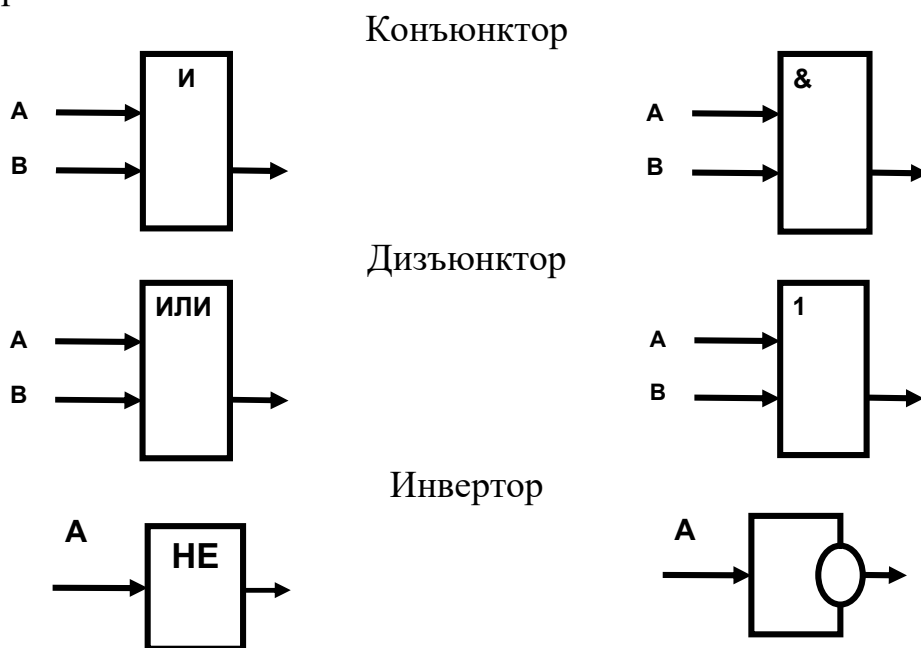 Конъюнктор
И &
А А
В В
Дизъюнктор
ИЛИ 1
А А
В В
Инвертор
А А
НЕ